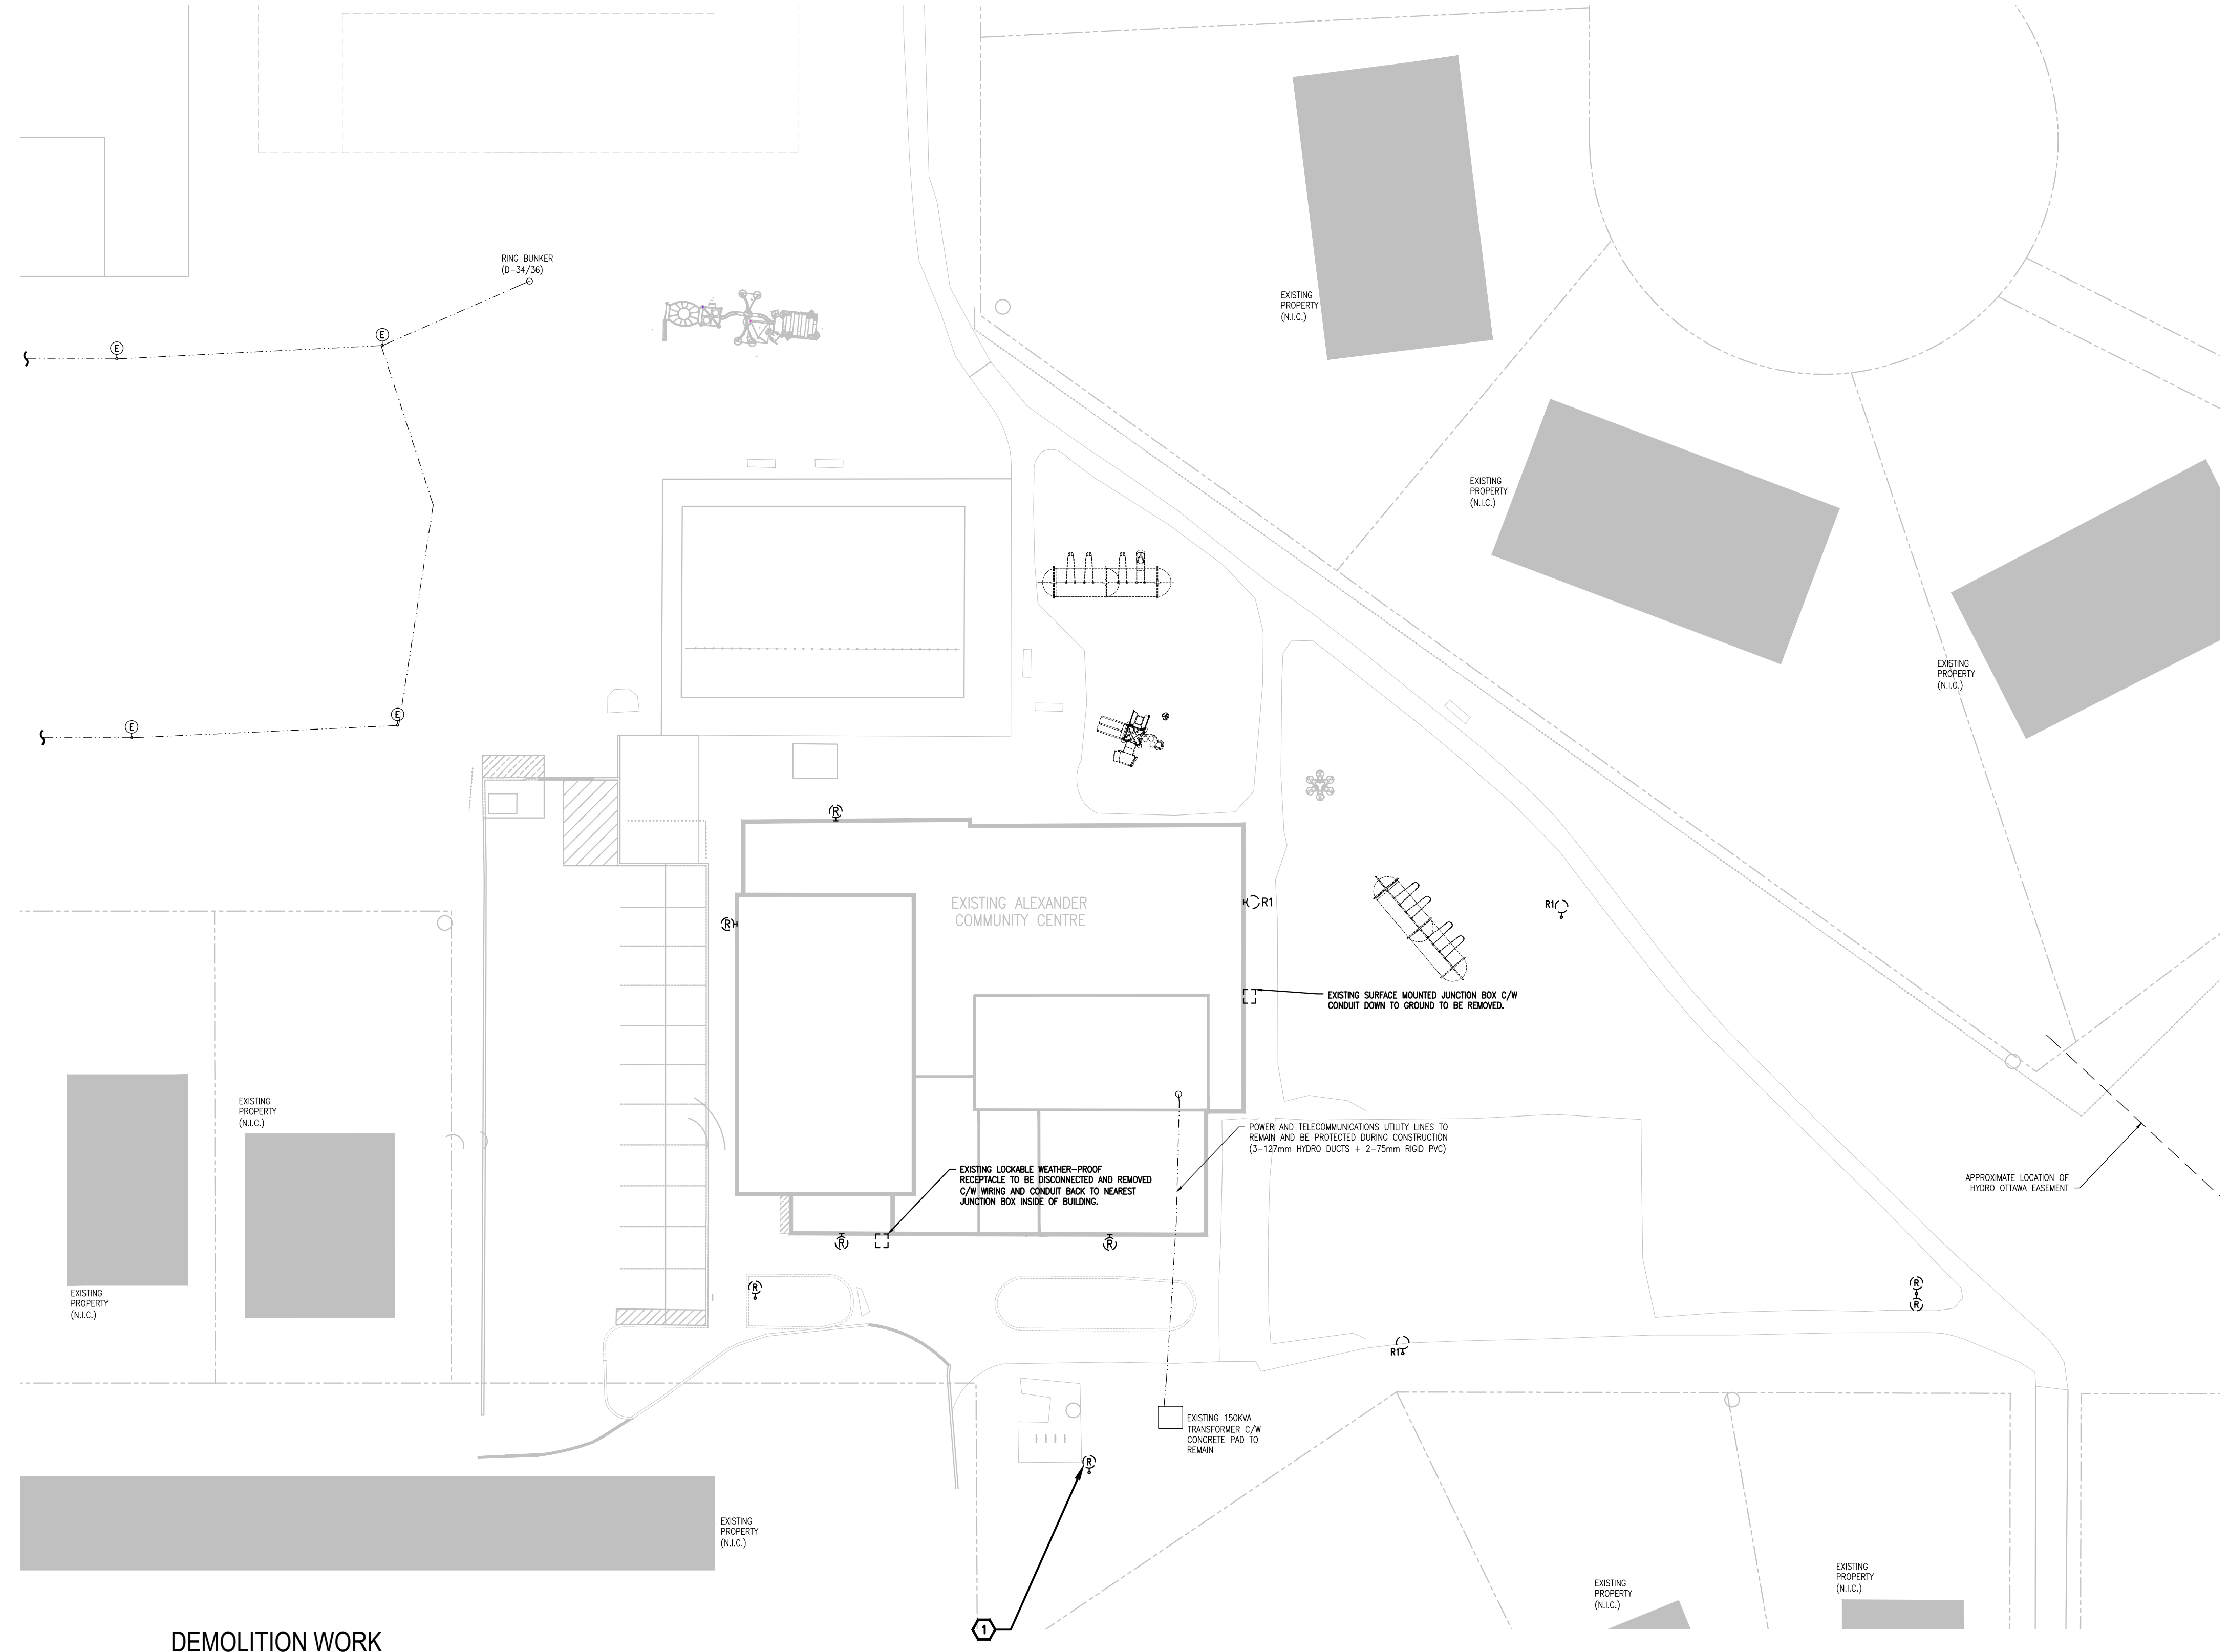 RING BUNKER
(D-34/36)
E
E
EXISTING
PROPERTY
(N.I.C.)
EXISTING
PROPERTY
(N.I.C.)
EXISTING
PROPERTY
(N.I.C.)
E
E
R
R
EXISTING ALEXANDER
COMMUNITY CENTRE
R1
R1
EXISTING SURFACE MOUNTED JUNCTION BOX C/W
CONDUIT DOWN TO GROUND TO BE REMOVED.
EXISTING
PROPERTY
(N.I.C.)
POWER AND TELECOMMUNICATIONS UTILITY LINES TO
REMAIN AND BE PROTECTED DURING CONSTRUCTION
(3-127mm HYDRO DUCTS + 2-75mm RIGID PVC)
EXISTING LOCKABLE WEATHER-PROOF
RECEPTACLE TO BE DISCONNECTED AND REMOVED
C/W WIRING AND CONDUIT BACK TO NEAREST
JUNCTION BOX INSIDE OF BUILDING.
APPROXIMATE LOCATION OF
HYDRO OTTAWA EASEMENT
R
R
EXISTING
PROPERTY
(N.I.C.)
R
R
R
R1
EXISTING 150KVA
TRANSFORMER C/W
CONCRETE PAD TO
REMAIN
R
EXISTING
PROPERTY
(N.I.C.)
EXISTING
PROPERTY
(N.I.C.)
EXISTING
PROPERTY
(N.I.C.)
1
DEMOLITION WORK